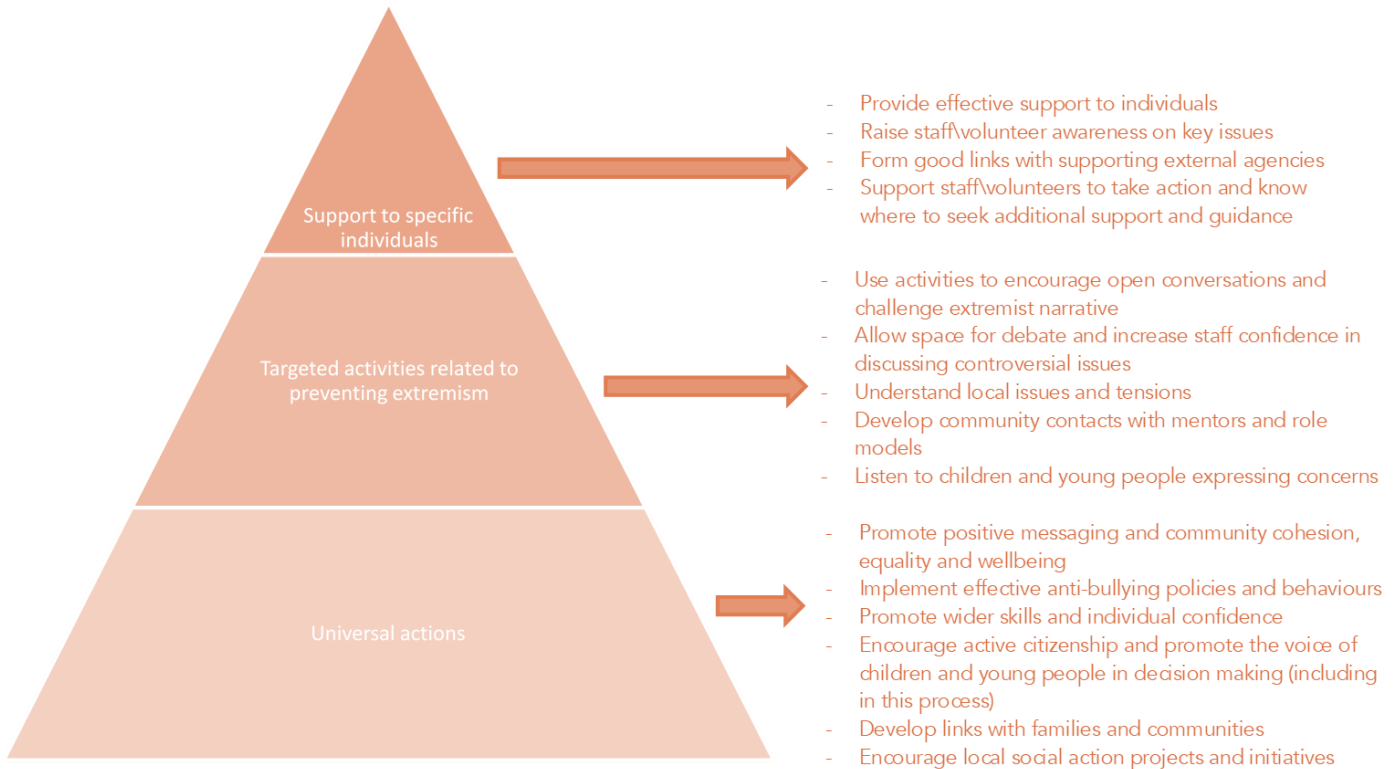 Support to specific
individuals
- Provide effective support to individuals
- Raise staff\volunteer awareness on key issues
- Form good links with supporting external agencies
- Support staff\volunteers to take action and know
where to seek additional support and guidance
Targeted activities related to
preventing extremism
- Use activities to encourage open conversations and
challenge extremist narrative
- Allow space for debate and increase staff confidence in
discussing controversial issues
- Understand local issues and tensions
- Develop community contacts with mentors and role
models
- Listen to children and young people expressing concerns
Universal actions
- Promote positive messaging and community cohesion,
equality and wellbeing
- Implement effective anti-bullying policies and behaviours
- Promote wider skills and individual confidence
- Encourage active citizenship and promote the voice of
children and young people in decision making (including
in this process)
- Develop links with families and communities
- Encourage local social action projects and initiatives